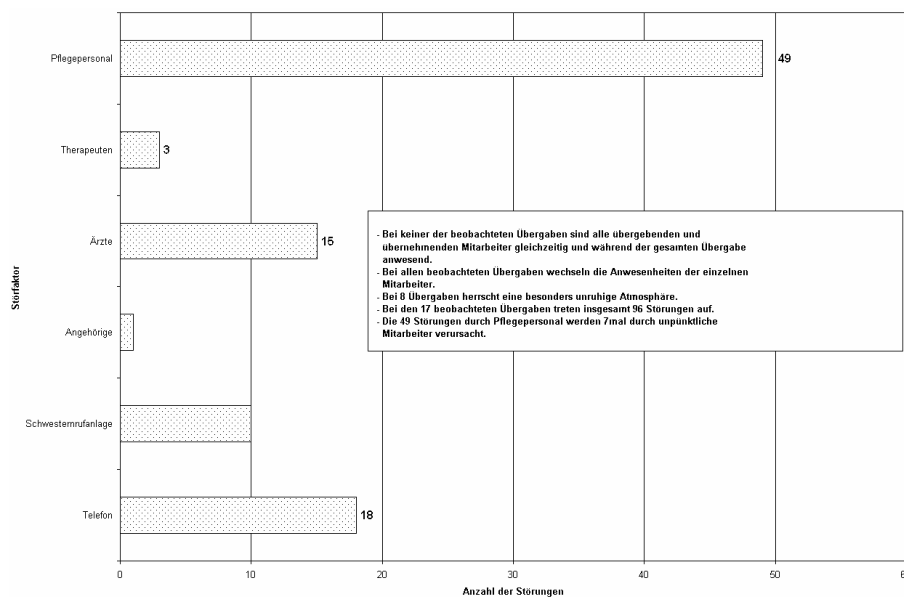 Pflegepersonal
49
Therapeuten
3
Ärzte
15
- Bei keiner der beobachteten Übergaben sind alle übergebenden und
übernehmenden Mitarbeiter gleichzeitig und während der gesamten Übergabe
anwesend.
- Bei allen beobachteten Übergaben wechseln die Anwesenheiten der einzelnen
Mitarbeiter.
- Bei 8 Übergaben herrscht eine besonders unruhige Atmosphäre.
- Bei den 17 beobachteten Übergaben treten insgesamt 96 Störungen auf.
- Die 49 Störungen durch Pflegepersonal werden 7mal durch unpünktliche
Mitarbeiter verursacht.
Störfaktor
Angehörige
Schwesternrufanlage
Telefon
18
0 10 20 30 40 50
Anzahl der Störungen